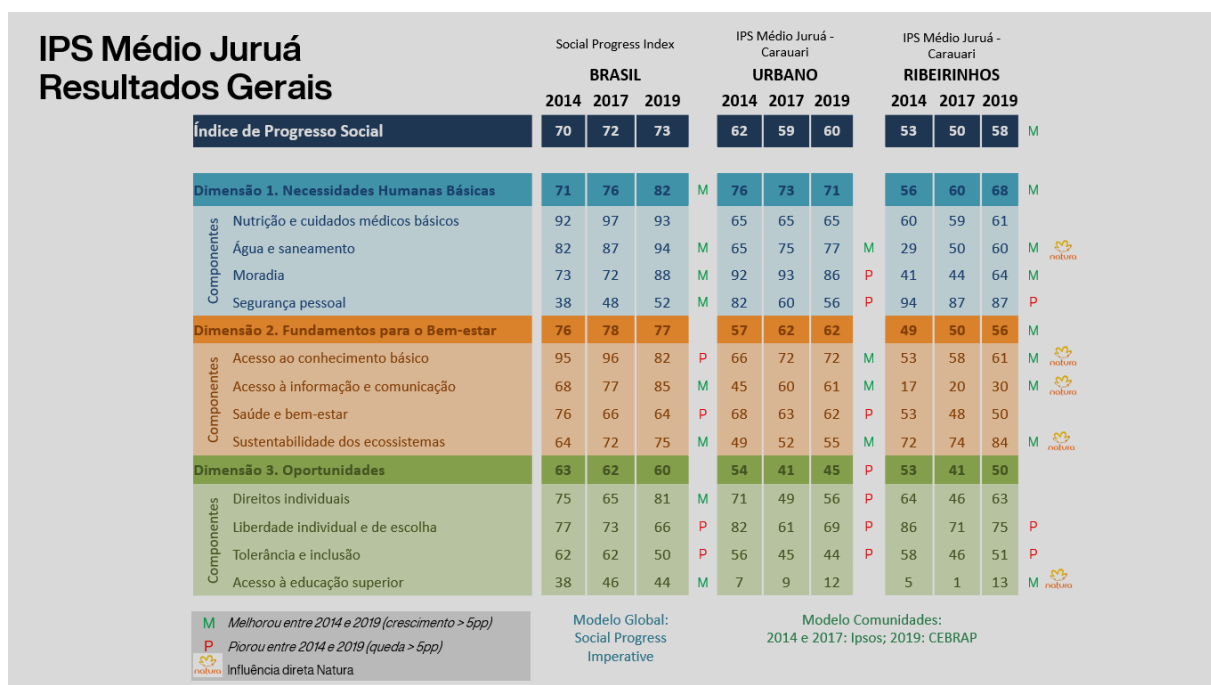 IPS Médio Juruá
Resultados Gerais
Social Progress Index
BRASIL
2014 2017 2019
IPS Médio Juruá -
Carauari
URBANO
2014 2017 2019
IPS Médio Juruá -
Carauari
RIBEIRINHOS
2014 2017 2019
Índice de Progresso Social 70 72 73 62 59 60 53 50 58 M
Dimensão 1. Necessidades Humanas Básicas 71 76 82 M 76 73 71 56 60 68 M
Componentes
Nutrição e cuidados médicos básicos 92 97 93 65 65 65 60 59 61
Água e saneamento 82 87 94 M 65 75 77 M 29 50 60 M natura
Moradia 73 72 88 M 92 93 86 P 41 44 64 M
Segurança pessoal 38 48 52 M 82 60 56 P 94 87 87 P
Dimensão 2. Fundamentos para o Bem-estar 76 78 77 57 62 62 49 50 56 M
Componentes
Acesso ao conhecimento básico 95 96 82 P 66 72 72 M 53 58 61 M natura
Acesso à informação e comunicação 68 77 85 M 45 60 61 M 17 20 30 M natura
Saúde e bem-estar 76 66 64 P 68 63 62 P 53 48 50
Sustentabilidade dos ecossistemas 64 72 75 M 49 52 55 M 72 74 84 M natura
Dimensão 3. Oportunidades 63 62 60 54 41 45 P 53 41 50
Componentes
Direitos individuais 75 65 81 M 71 49 56 P 64 46 63
Liberdade individual e de escolha 77 73 66 P 82 61 69 P 86 71 75 P
Tolerância e inclusão 62 62 50 P 56 45 44 P 58 46 51 P
Acesso à educação superior 38 46 44 M 7 9 12 5 1 13 M natura
M Melhorou entre 2014 e 2019 (crescimento > 5pp)
P Piorou entre 2014 e 2019 (queda > 5pp)
natura Influência direta Natura
Modelo Global:
Social Progress
Imperative
Modelo Comunidades:
2014 e 2017: Ipsos; 2019: CEBRAP